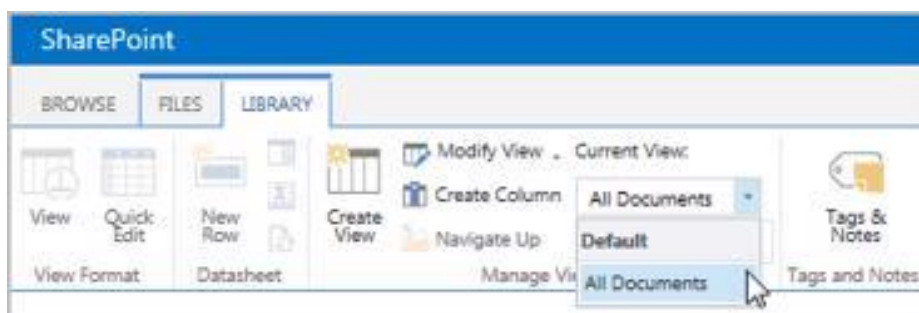 SharePoint
BROWSE
FILES
LIBRARY
View
Quick
Edit
View Format
New
Row
Datasheet
Create
View
Modify View
Create Column
Navigate Up
Current View:
All Documents
Default
All Documents
Manage
Tags &
Notes
Tags and Notes